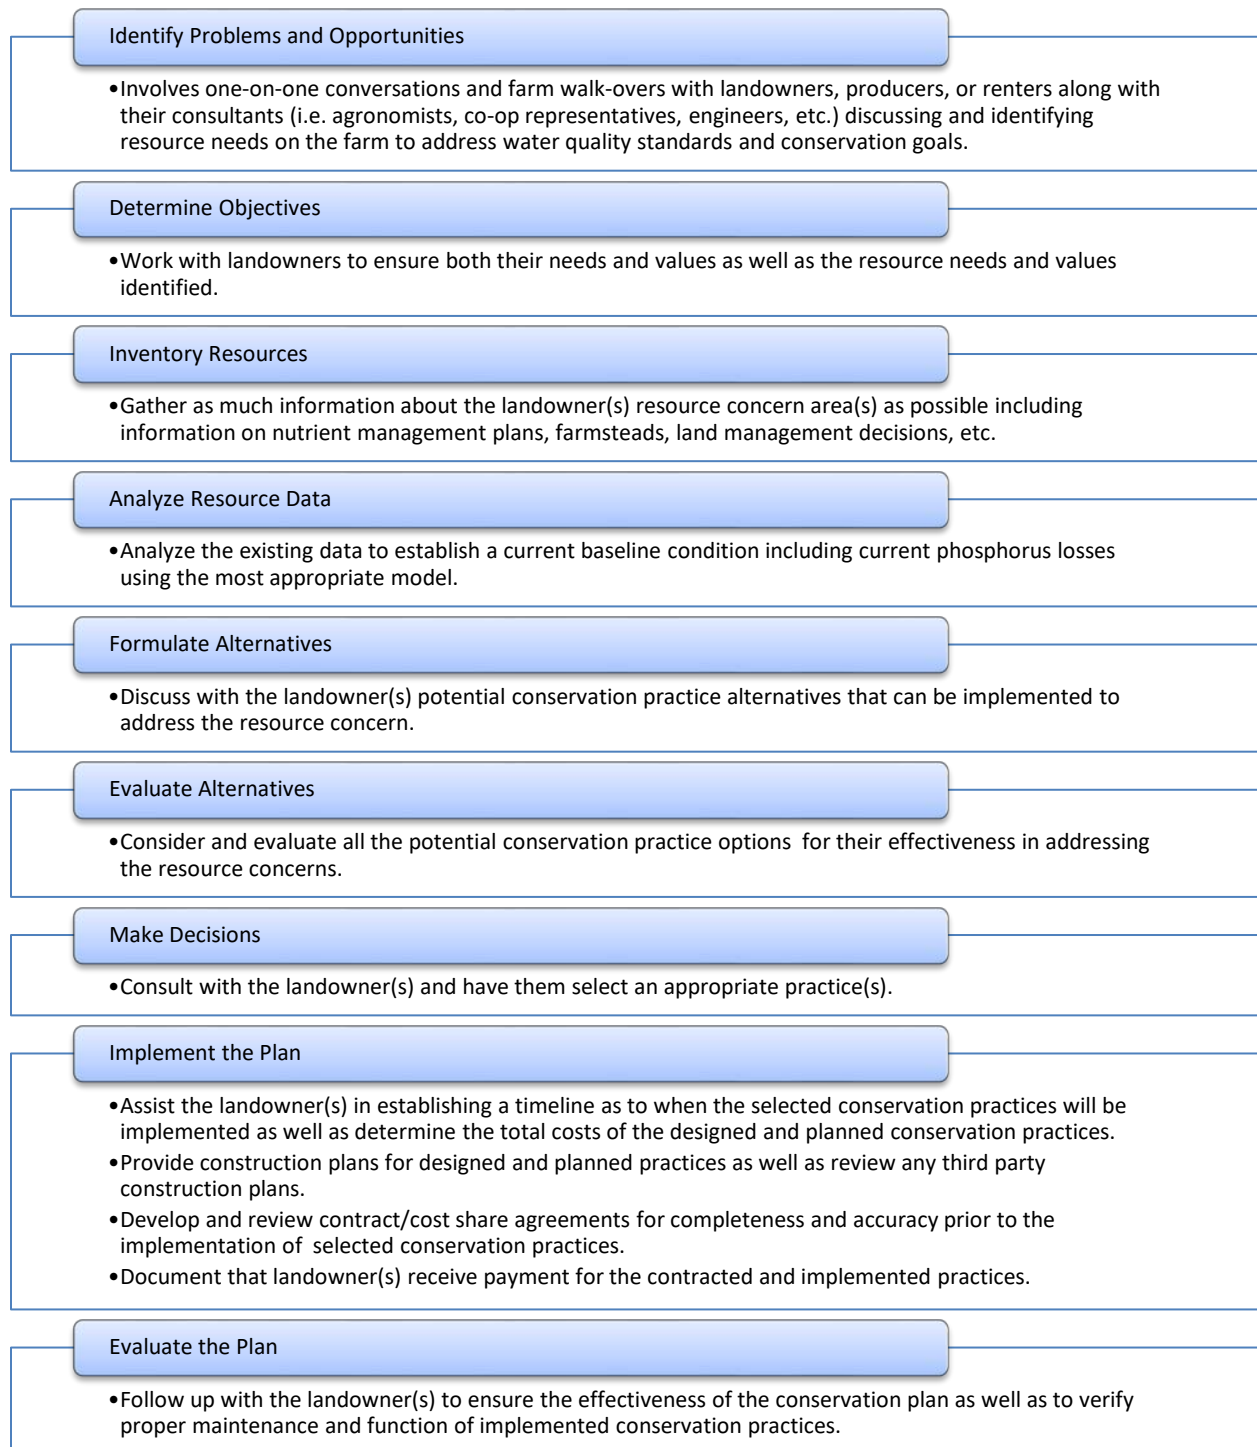 Identify Problems and Opportunities
•Involves one-on-one conversations and farm walk-overs with landowners, producers, or renters along with
their consultants (i.e. agronomists, co-op representatives, engineers, etc.) discussing and identifying
resource needs on the farm to address water quality standards and conservation goals.
Determine Objectives
•Work with landowners to ensure both their needs and values as well as the resource needs and values
identified.
Inventory Resources
•Gather as much information about the landowner(s) resource concern area(s) as possible including
information on nutrient management plans, farmsteads, land management decisions, etc.
Analyze Resource Data
•Analyze the existing data to establish a current baseline condition including current phosphorus losses
using the most appropriate model.
Formulate Alternatives
•Discuss with the landowner(s) potential conservation practice alternatives that can be implemented to
address the resource concern.
Evaluate Alternatives
•Consider and evaluate all the potential conservation practice options  for their effectiveness in addressing
the resource concerns.
Make Decisions
•Consult with the landowner(s) and have them select an appropriate practice(s).
Implement the Plan
•Assist the landowner(s) in establishing a timeline as to when the selected conservation practices will be
implemented as well as determine the total costs of the designed and planned conservation practices.
•Provide construction plans for designed and planned practices as well as review any third party
construction plans.
•Develop and review contract/cost share agreements for completeness and accuracy prior to the
implementation of  selected conservation practices.
•Document that landowner(s) receive payment for the contracted and implemented practices.
Evaluate the Plan
•Follow up with the landowner(s) to ensure the effectiveness of the conservation plan as well as to verify
proper maintenance and function of implemented conservation practices.